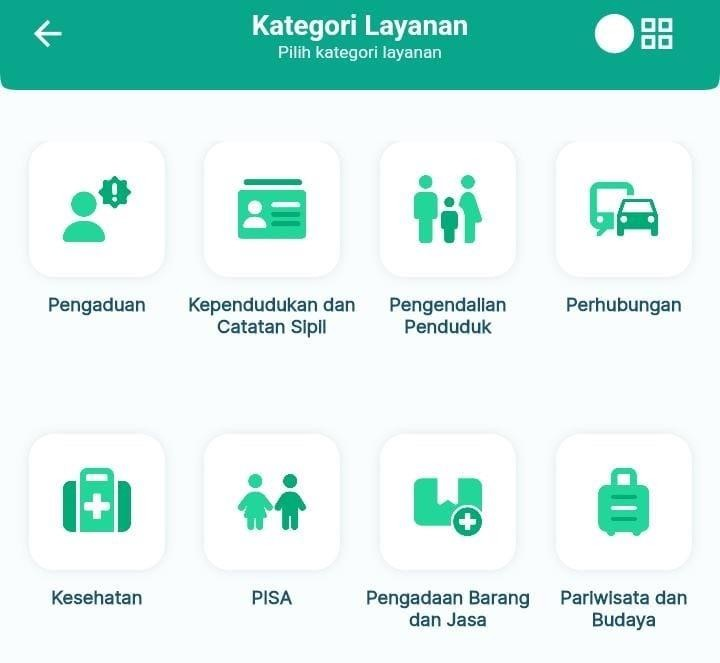 Kategori Layanan
Pilih kategori layanan
Pengaduan
Kependudukan dan
Catatan Sipil
Pengendalian
Penduduk
Perhubungan
Kesehatan
PISA
Pengadaan Barang
dan Jasa
Pariwisata dan
Budaya